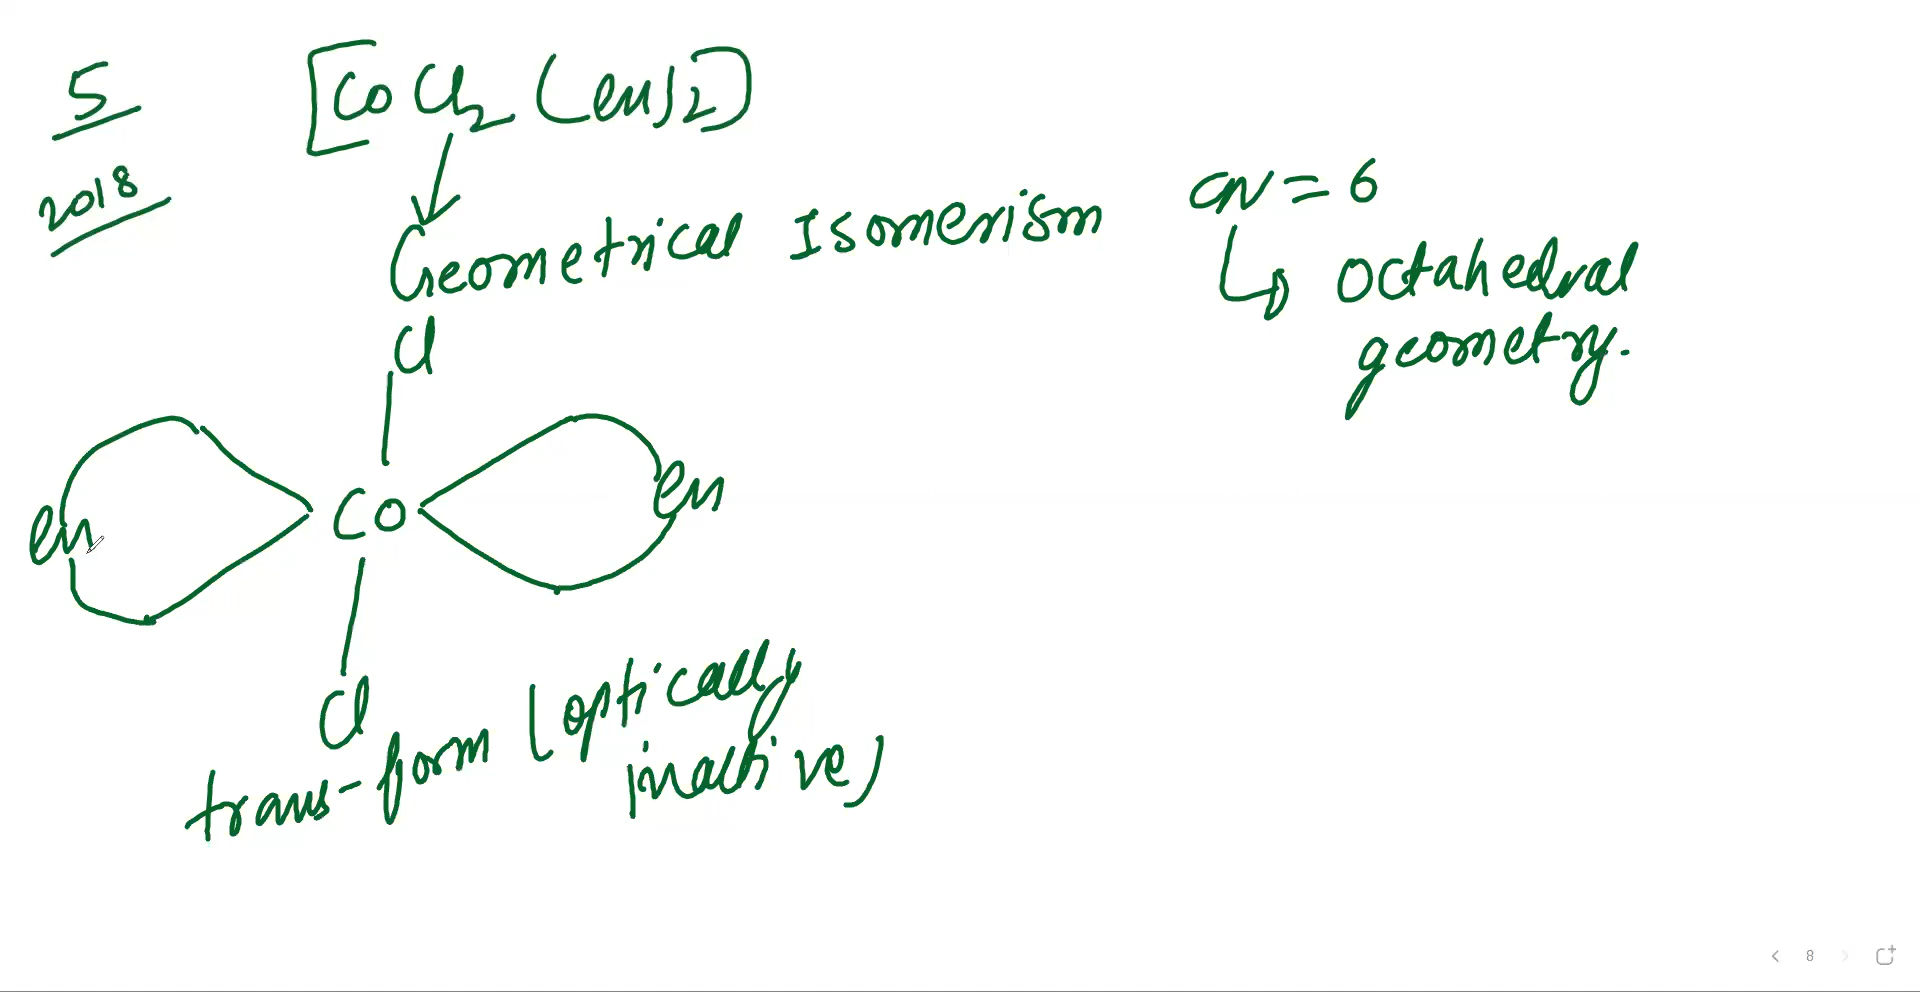 5
2018
[CoCl2(en)2]
Geometrical Isomerism
CN = 6
octahedral
geometry.
Cl
en
Co
en
Cl
trans-form (optically
inactive)
8